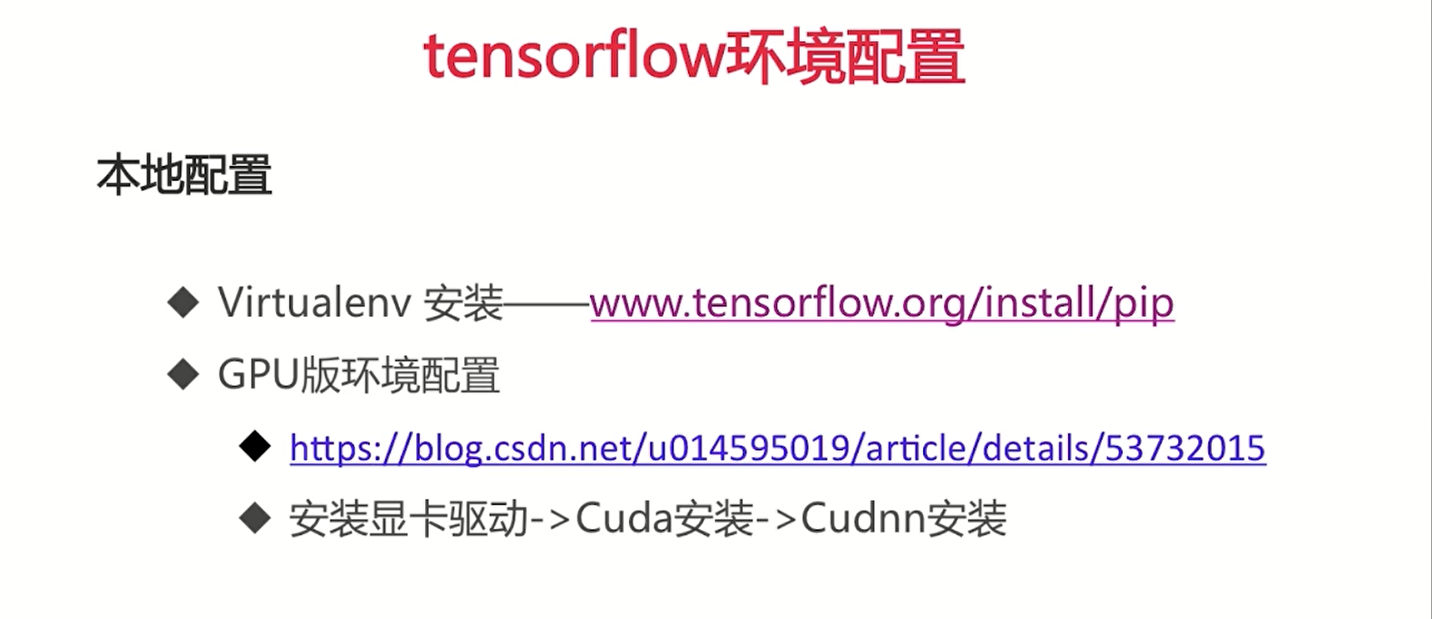 tensorflow环境配置
本地配置
◆ Virtualenv 安装——www.tensorflow.org/install/pip
◆ GPU版环境配置
◆ https://blog.csdn.net/u014595019/article/details/53732015
◆ 安装显卡驱动->Cuda安装->Cudnn安装